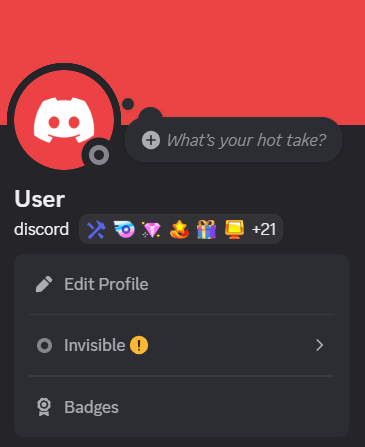 What's your hot take?
User
discord +21
Edit Profile
Invisible !
Badges